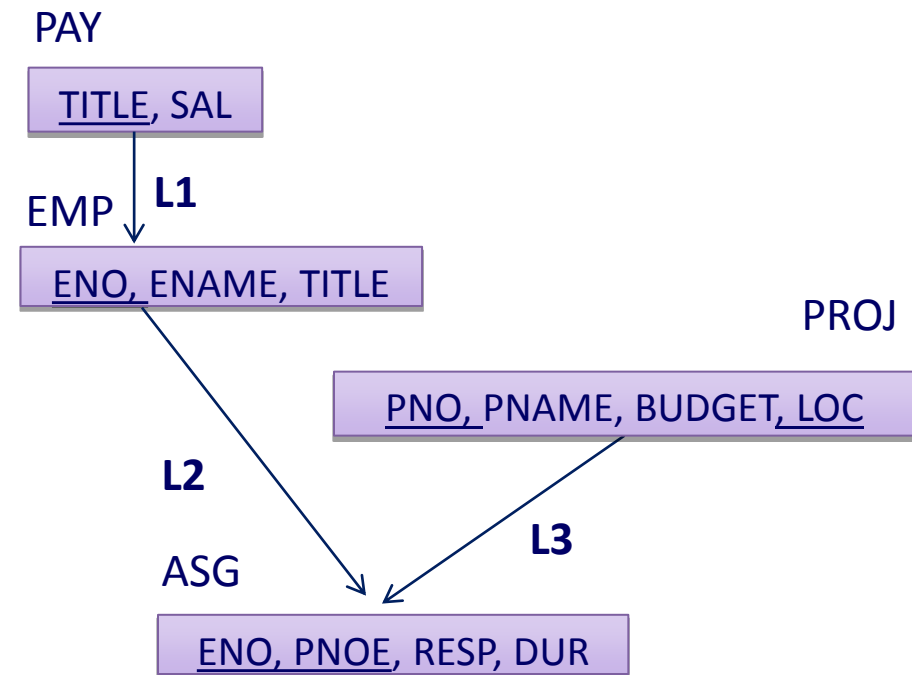 PAY
TITLE, SAL
L1
EMP
ENO, ENAME, TITLE
PROJ
PNO, PNAME, BUDGET, LOC
L2
L3
ASG
ENO, PNOE, RESP, DUR